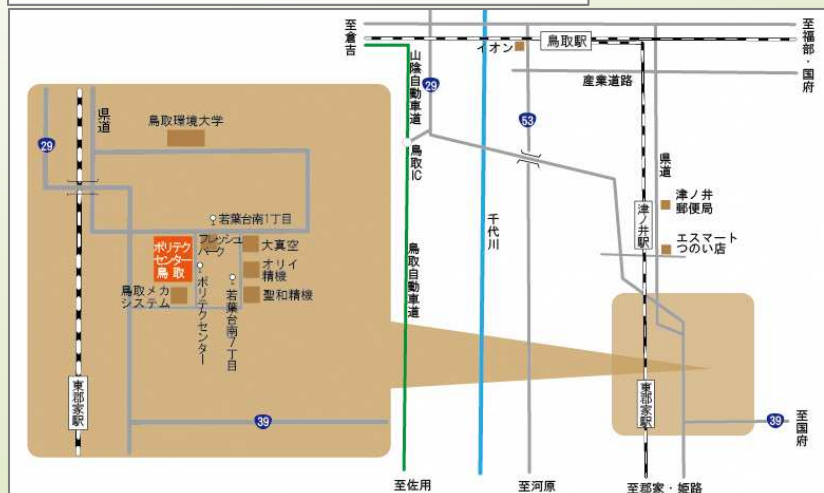 至倉吉
山陰自動車道
29
イオン
鳥取駅
至福部・国府
産業道路
53
鳥取IC
県道
千代川
鳥取自動車道
津ノ井駅
津ノ井
郵便局
エスマート
つのい店
東郡家駅
39
至国府
至佐用
至河原
至郡家・姫路
県道
29
鳥取環境大学
若葉台南1丁目
ポリテク
センター
鳥取
フレッシュ
パーク
大真空
オリイ
精機
聖和精機
鳥取メカ
システム
ポリテクセンター
若葉台南7丁目
東郡家駅
39